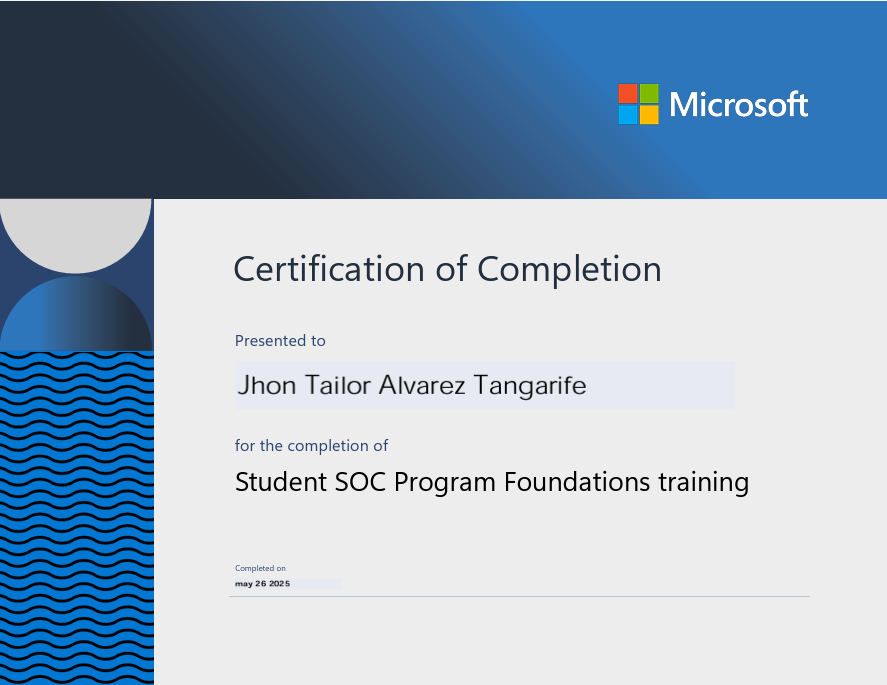 Microsoft
Certification of Completion
Presented to
Jhon Tailor Alvarez Tangarife
for the completion of
Student SOC Program Foundations training
Completed on
may 26 2025